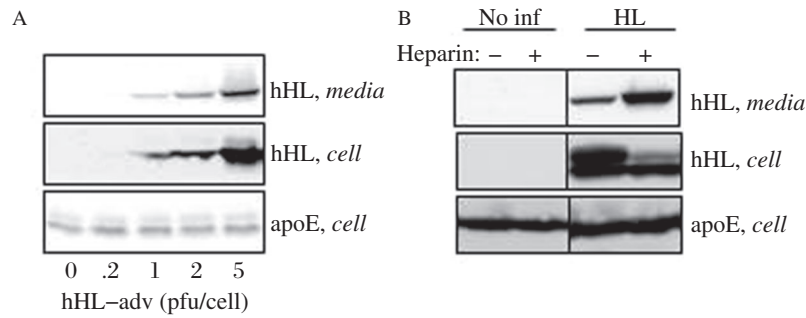 A
hHL, media
hHL, cell
apoE, cell
0 .2 1 2 5
hHL–adv (pfu/cell)
B
No inf HL
Heparin: – + – +
hHL, media
hHL, cell
apoE, cell